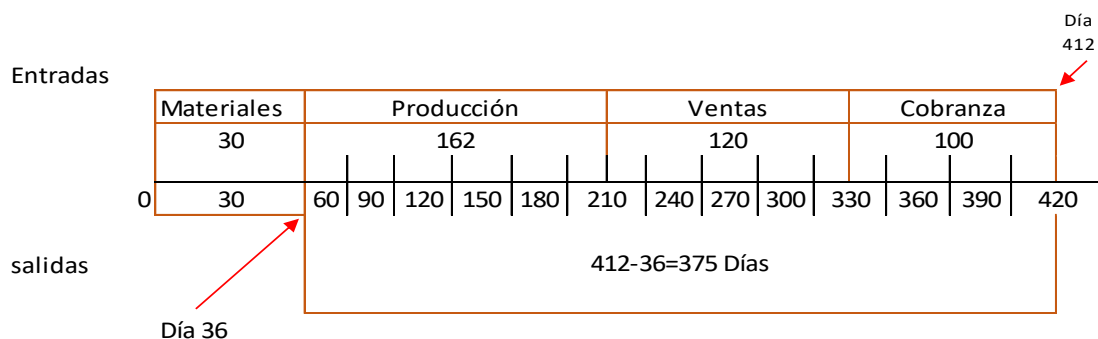 Día
412
Entradas
Materiales Producción Ventas Cobranza
30 162 120 100
0 30 60 90 120 150 180 210 240 270 300 330 360 390 420
salidas 412-36=375 Días
Día 36